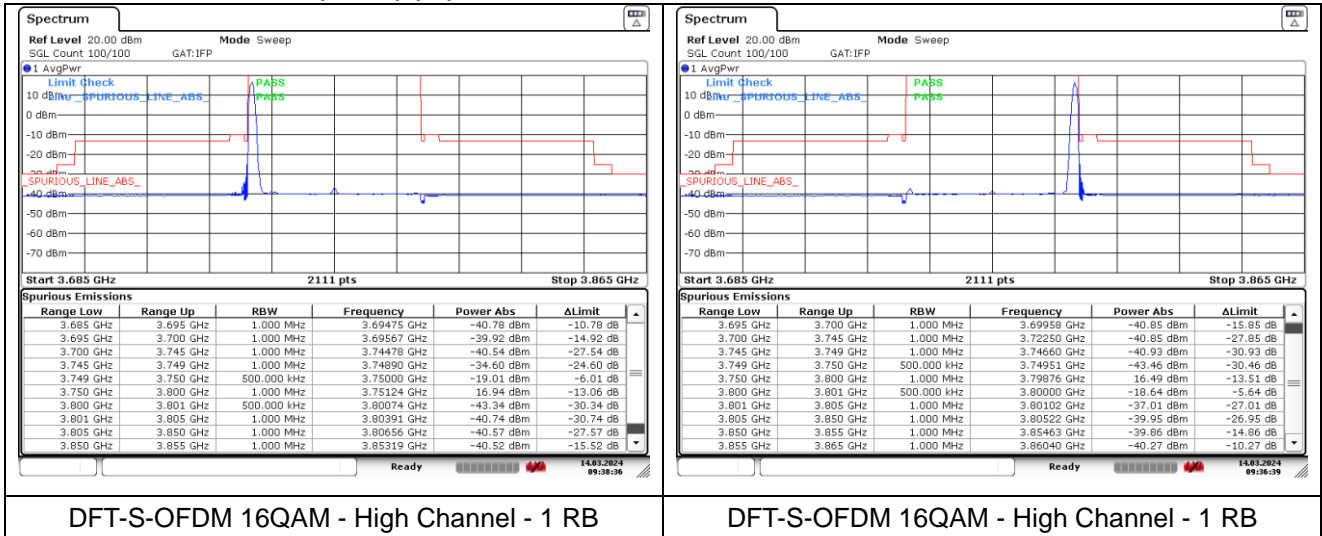 Spectrum
Ref Level 20.00 dBm Mode Sweep
SGL Count 100/100 GAT:IFP
1 AvgPwr
Limit Check PASS
Line _SPURIOUS_LINE_ABS_ PASS
10 dBm
0 dBm
-10 dBm
-20 dBm
-30 dBm
_SPURIOUS_LINE_ABS_
-40 dBm
-50 dBm
-60 dBm
-70 dBm
Start 3.685 GHz 2111 pts Stop 3.865 GHz
Spurious Emissions
Range Low Range Up RBW Frequency Power Abs ΔLimit
3.685 GHz 3.695 GHz 1.000 MHz 3.69475 GHz -40.78 dBm -10.78 dB
3.695 GHz 3.700 GHz 1.000 MHz 3.69567 GHz -39.92 dBm -14.92 dB
3.700 GHz 3.745 GHz 1.000 MHz 3.74478 GHz -40.54 dBm -27.54 dB
3.745 GHz 3.749 GHz 1.000 MHz 3.74890 GHz -34.60 dBm -24.60 dB
3.749 GHz 3.750 GHz 500.000 kHz 3.75000 GHz -19.01 dBm -6.01 dB
3.750 GHz 3.800 GHz 1.000 MHz 3.75124 GHz 16.94 dBm -13.06 dB
3.800 GHz 3.801 GHz 500.000 kHz 3.80074 GHz -43.34 dBm -30.34 dB
3.801 GHz 3.805 GHz 1.000 MHz 3.80391 GHz -40.74 dBm -30.74 dB
3.805 GHz 3.850 GHz 1.000 MHz 3.80656 GHz -40.57 dBm -27.57 dB
3.850 GHz 3.855 GHz 1.000 MHz 3.85319 GHz -40.52 dBm -15.52 dB
Ready 14.03.2024
09:38:36
DFT-S-OFDM 16QAM - High Channel - 1 RB
Spectrum
Ref Level 20.00 dBm Mode Sweep
SGL Count 100/100 GAT:IFP
1 AvgPwr
Limit Check PASS
Line _SPURIOUS_LINE_ABS_ PASS
10 dBm
0 dBm
-10 dBm
-20 dBm
-30 dBm
_SPURIOUS_LINE_ABS_
-40 dBm
-50 dBm
-60 dBm
-70 dBm
Start 3.685 GHz 2111 pts Stop 3.865 GHz
Spurious Emissions
Range Low Range Up RBW Frequency Power Abs ΔLimit
3.695 GHz 3.700 GHz 1.000 MHz 3.69958 GHz -40.85 dBm -15.85 dB
3.700 GHz 3.745 GHz 1.000 MHz 3.72250 GHz -40.85 dBm -27.85 dB
3.745 GHz 3.749 GHz 1.000 MHz 3.74660 GHz -40.93 dBm -30.93 dB
3.749 GHz 3.750 GHz 500.000 kHz 3.74951 GHz -43.46 dBm -30.46 dB
3.750 GHz 3.800 GHz 1.000 MHz 3.79876 GHz 16.49 dBm -13.51 dB
3.800 GHz 3.801 GHz 500.000 kHz 3.80000 GHz -18.64 dBm -5.64 dB
3.801 GHz 3.805 GHz 1.000 MHz 3.80102 GHz -37.01 dBm -27.01 dB
3.805 GHz 3.850 GHz 1.000 MHz 3.80522 GHz -39.95 dBm -26.95 dB
3.850 GHz 3.855 GHz 1.000 MHz 3.85463 GHz -39.86 dBm -14.86 dB
3.855 GHz 3.865 GHz 1.000 MHz 3.86040 GHz -40.27 dBm -10.27 dB
Ready 14.03.2024
09:36:39
DFT-S-OFDM 16QAM - High Channel - 1 RB